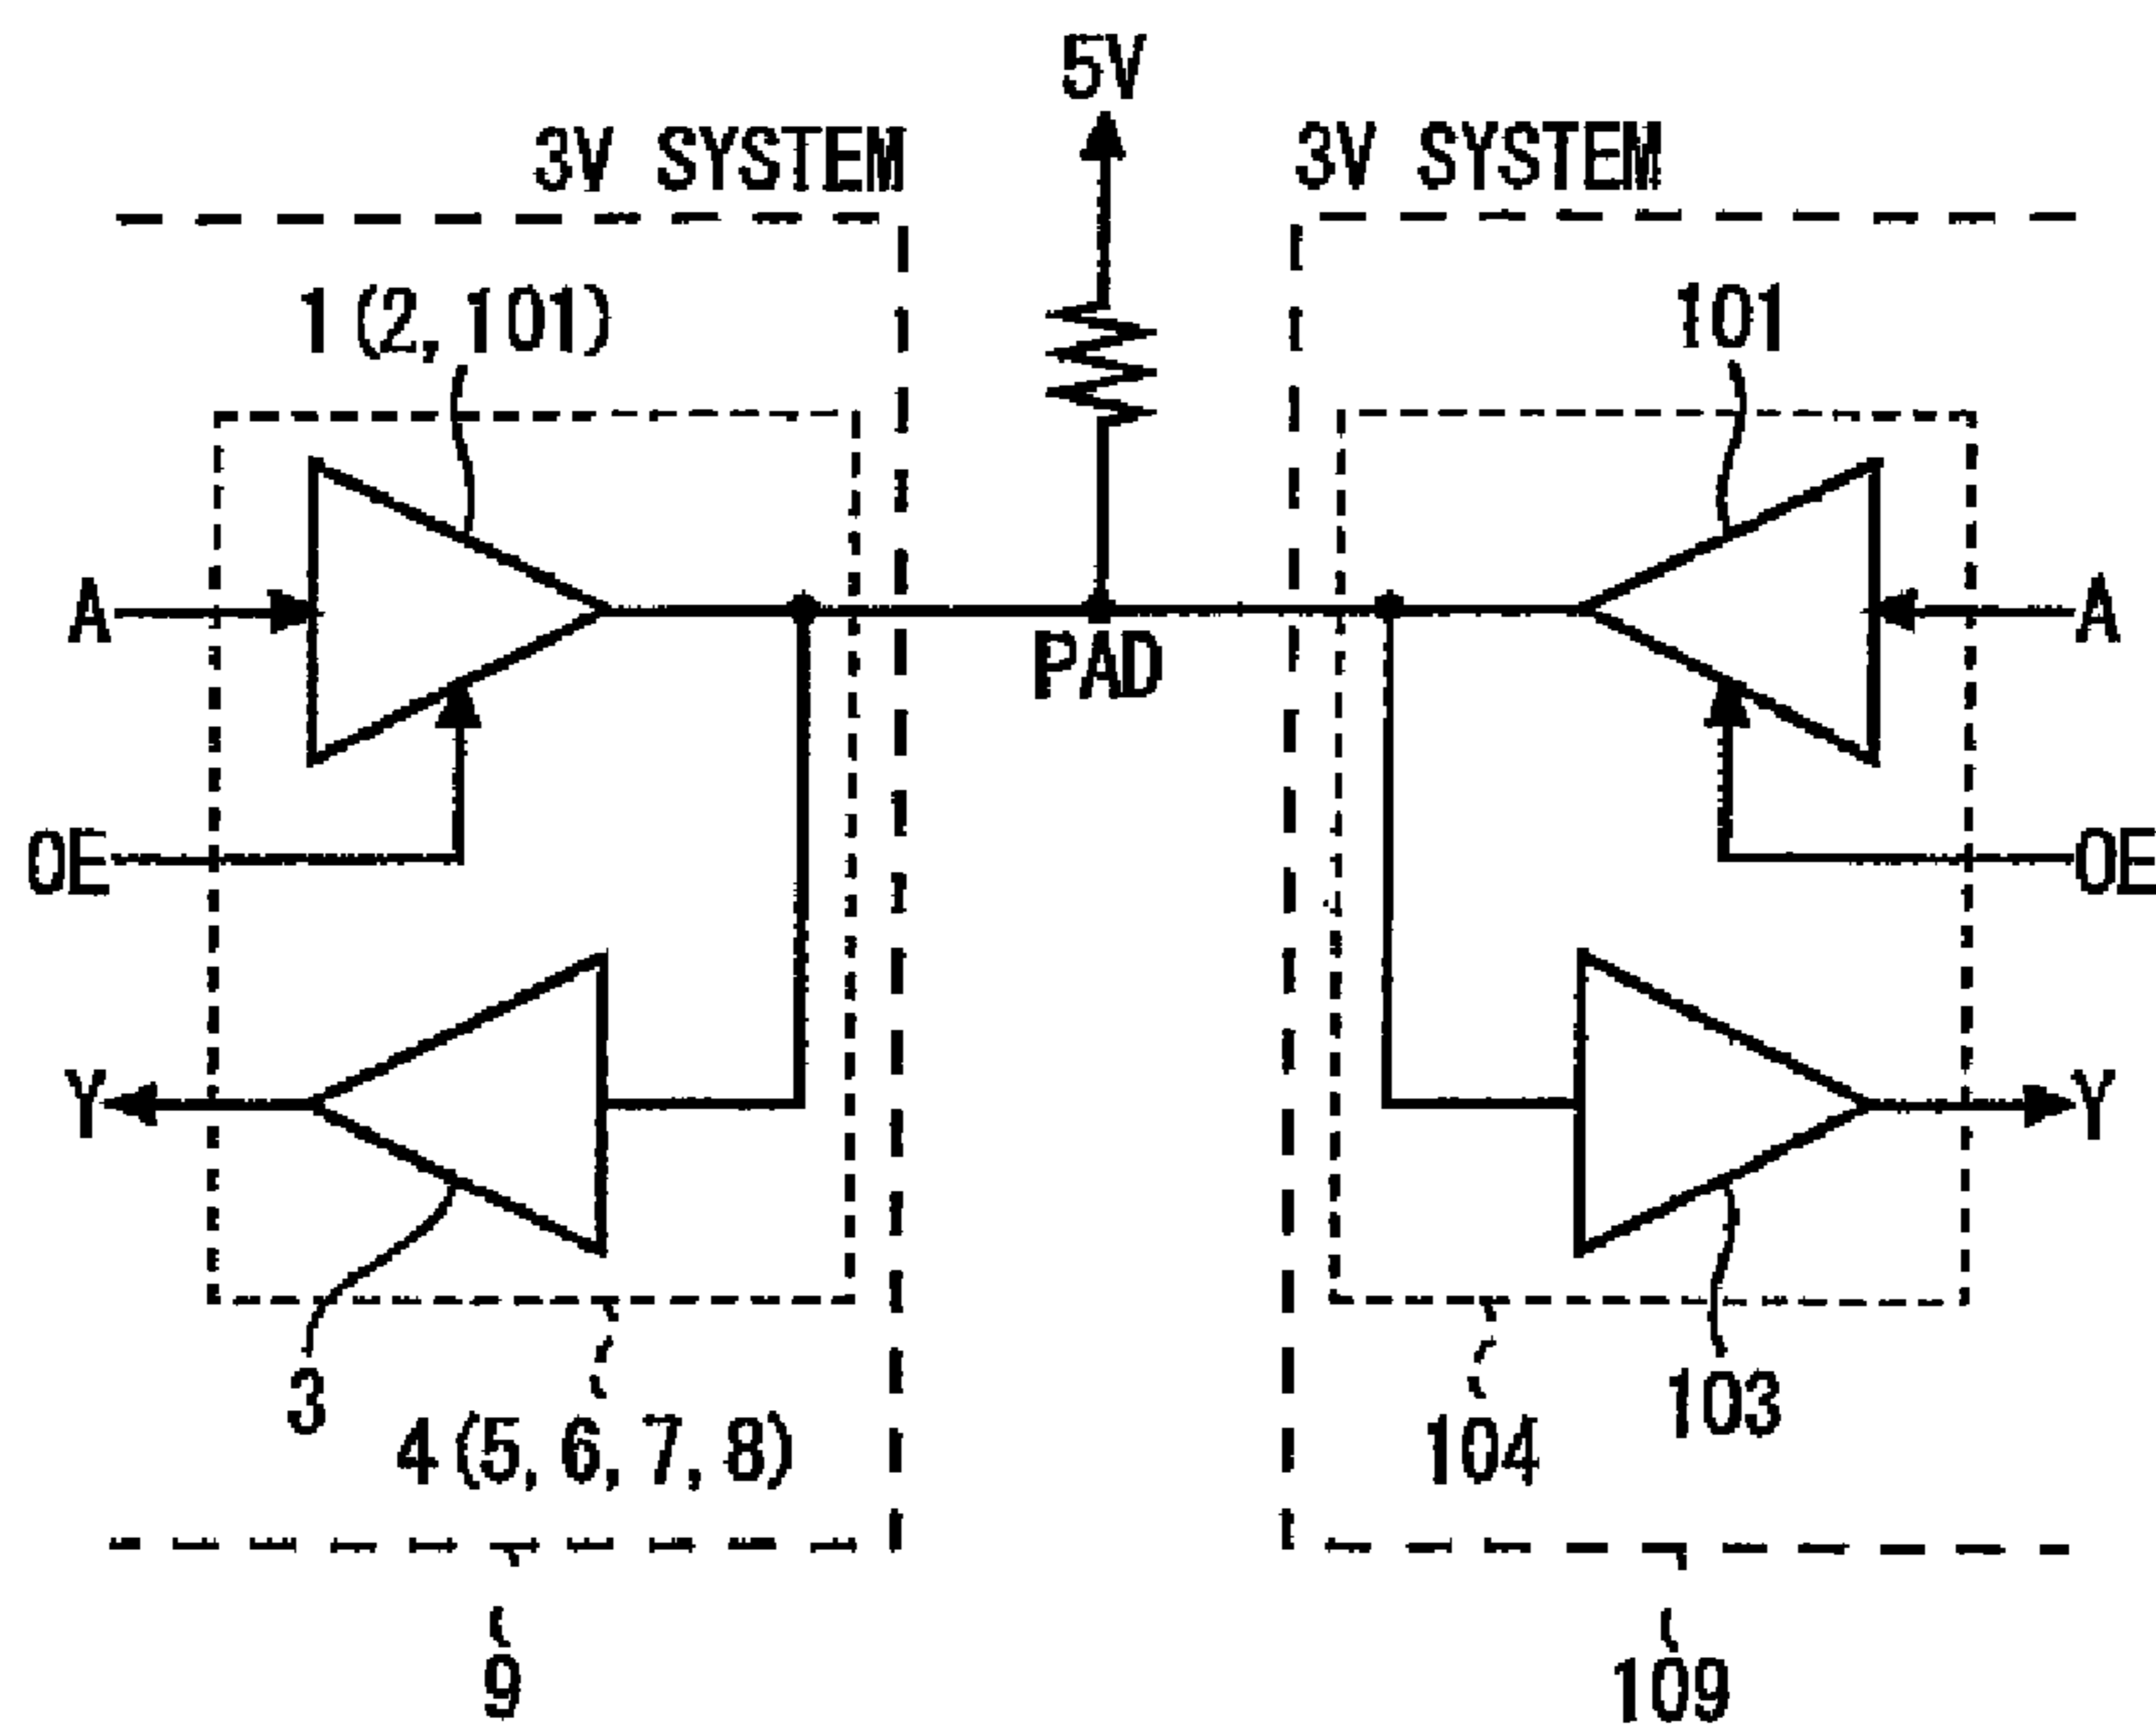 5V
3V SYSTEM
3V SYSTEM
1(2,101)
101
A
A
PAD
OE
OE
Y
Y
3
4(5,6,7,8)
104
103
9
109